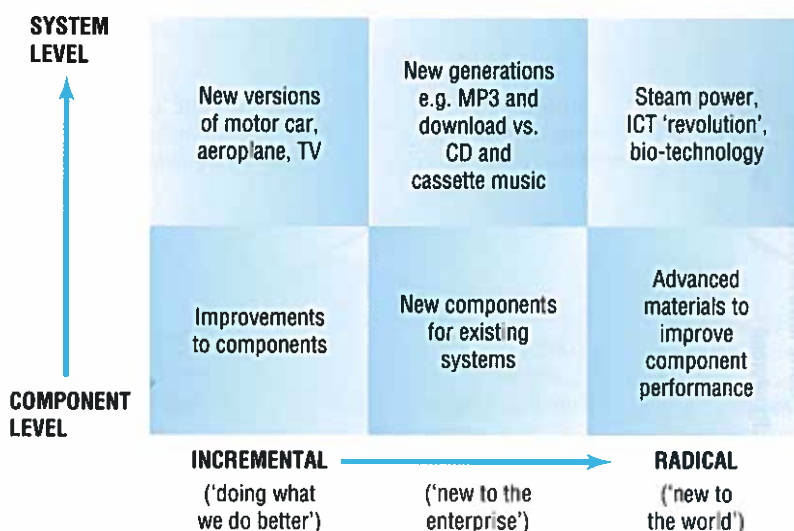 SYSTEM
LEVEL
New versions
of motor car,
aeroplane, TV
New generations
e.g. MP3 and
download vs.
CD and
cassette music
Steam power,
ICT 'revolution',
bio-technology
Improvements
to components
New components
for existing
systems
Advanced
materials to
improve
component
performance
COMPONENT
LEVEL
INCREMENTAL
RADICAL
('doing what
we do better')
('new to the
enterprise')
('new to
the world')